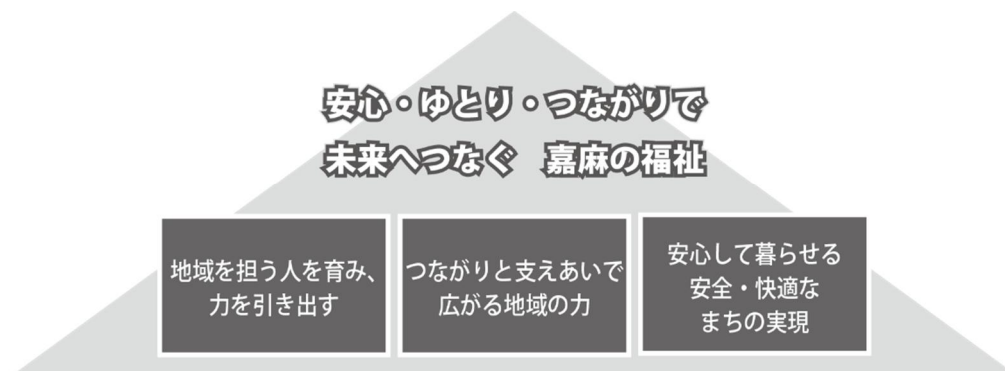 安心・ゆとり・つながりで
未来へつなぐ　嘉麻の福祉
地域を担う人を育み、
力を引き出す
つながりと支えあいで
広がる地域の力
安心して暮らせる
安全・快適な
まちの実現